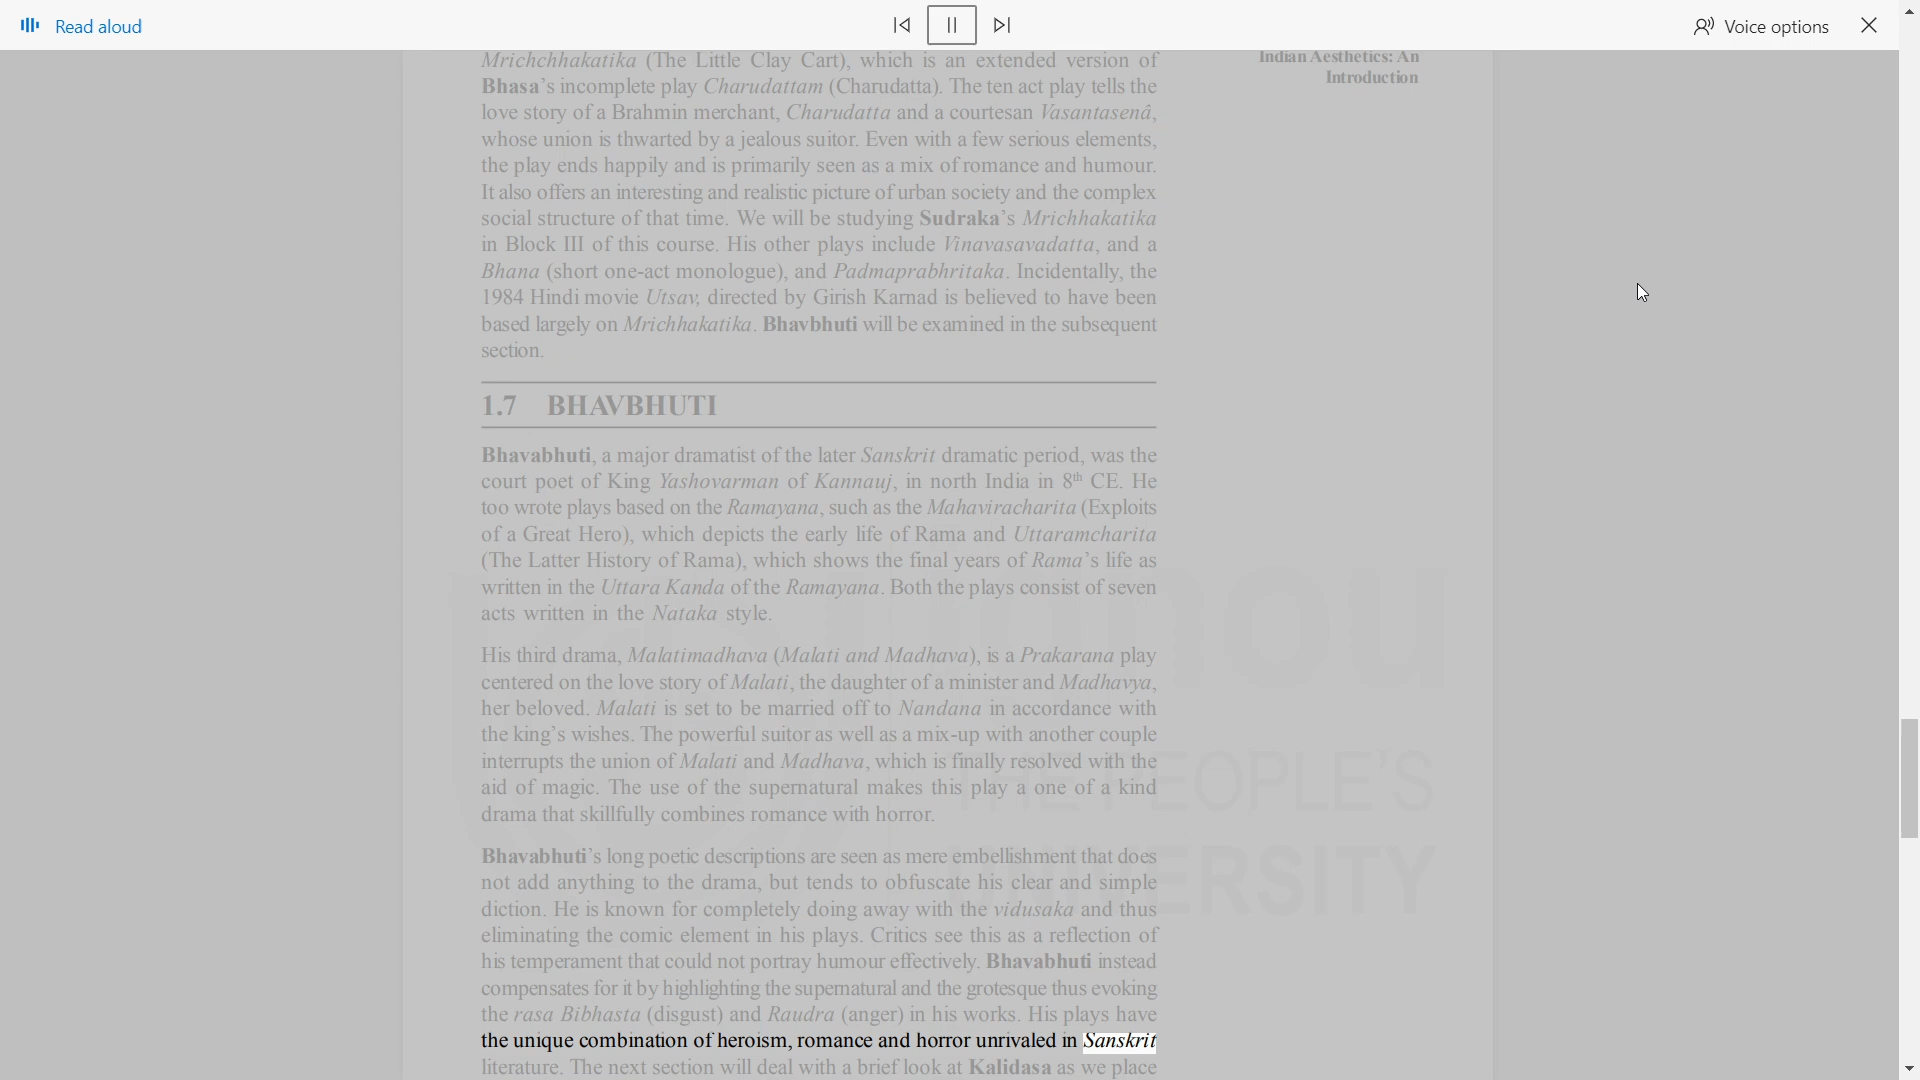 Read aloud
Voice options
Mrichchhakatika (The Little Clay Cart), which is an extended version of
Bhasa's incomplete play Charudattam (Charudatta). The ten act play tells the
love story of a Brahmin merchant, Charudatta and a courtesan Vasantasenâ,
whose union is thwarted by a jealous suitor. Even with a few serious elements,
the play ends happily and is primarily seen as a mix of romance and humour.
It also offers an interesting and realistic picture of urban society and the complex
social structure of that time. We will be studying Sudraka's Mrichhakatika
in Block III of this course. His other plays include Vinavasavadatta, and a
Bhana (short one-act monologue), and Padmaprabhritaka. Incidentally, the
1984 Hindi movie Utsav, directed by Girish Karnad is believed to have been
based largely on Mrichhakatika. Bhavbhuti will be examined in the subsequent
section.
Indian Aesthetics: An
Introduction
1.7 BHAVBHUTI
Bhavabhuti, a major dramatist of the later Sanskrit dramatic period, was the
court poet of King Yashovarman of Kannauj, in north India in 8th CE. He
too wrote plays based on the Ramayana, such as the Mahaviracharita (Exploits
of a Great Hero), which depicts the early life of Rama and Uttaramcharita
(The Latter History of Rama), which shows the final years of Rama's life as
written in the Uttara Kanda of the Ramayana. Both the plays consist of seven
acts written in the Nataka style.
His third drama, Malatimadhava (Malati and Madhava), is a Prakarana play
centered on the love story of Malati, the daughter of a minister and Madhavya,
her beloved. Malati is set to be married off to Nandana in accordance with
the king's wishes. The powerful suitor as well as a mix-up with another couple
interrupts the union of Malati and Madhava, which is finally resolved with the
aid of magic. The use of the supernatural makes this play a one of a kind
drama that skillfully combines romance with horror.
Bhavabhuti's long poetic descriptions are seen as mere embellishment that does
not add anything to the drama, but tends to obfuscate his clear and simple
diction. He is known for completely doing away with the vidusaka and thus
eliminating the comic element in his plays. Critics see this as a reflection of
his temperament that could not portray humour effectively. Bhavabhuti instead
compensates for it by highlighting the supernatural and the grotesque thus evoking
the rasa Bibhasta (disgust) and Raudra (anger) in his works. His plays have
the unique combination of heroism, romance and horror unrivaled in Sanskrit
literature. The next section will deal with a brief look at Kalidasa as we place
ignou
THE PEOPLE'S
UNIVERSITY